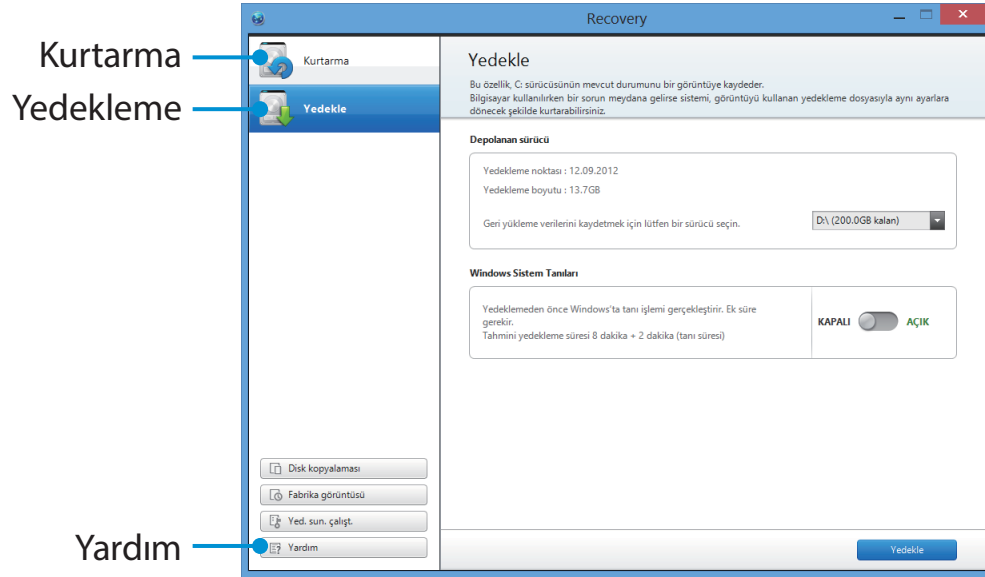 Recovery
Kurtarma
Yedekleme
Yardım
Kurtarma
Yedekle
Disk kopyalaması
Fabrika görüntüsü
Yed. sun. çalışt.
Yardım
Yedekle
Bu özellik, C: sürücüsünün mevcut durumunu bir görüntüye kaydeder.
Bilgisayar kullanılırken bir sorun meydana gelirse sistemi, görüntüyü kullanan yedekleme dosyasıyla aynı ayarlara
dönecek şekilde kurtarabilirsiniz.
Depolanan sürücü
Yedekleme noktası : 12.09.2012
Yedekleme boyutu : 13.7GB
Geri yükleme verilerini kaydetmek için lütfen bir sürücü seçin.
D:\ (200.0GB kalan)
Windows Sistem Tanıları
Yedeklemeden önce Windows'ta tanı işlemi gerçekleştirir. Ek süre
gerekir.
Tahmini yedekleme süresi 8 dakika + 2 dakika (tanı süresi)
KAPALI AÇIK
Yedekle